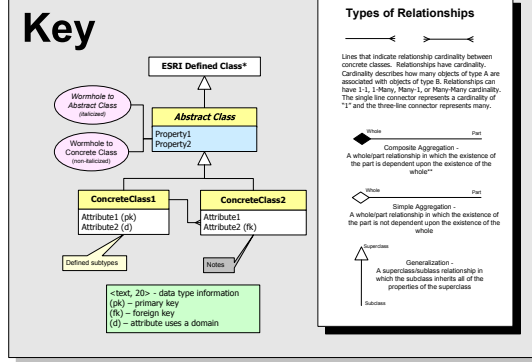 Key
ESRI Defined Class*
Wormhole to
Abstract Class
(italicized)
Wormhole to
Concrete Class
(non-italicized)
Abstract Class
Property1
Property2
ConcreteClass1
Attribute1 (pk)
Attribute2 (d)
ConcreteClass2
Attribute1
Attribute2 (fk)
Defined subtypes
Notes
<text, 20> - data type information
(pk) – primary key
(fk) – foreign key
(d) – attribute uses a domain
Types of Relationships
Lines that indicate relationship cardinality between
concrete classes. Relationships have cardinality.
Cardinality describes how many objects of type A are
associated with objects of type B. Relationships can
have 1-1, 1-Many, Many-1, or Many-Many cardinality.
The single line connector represents a cardinality of
"1" and the three-line connector represents many.
Whole Part
Composite Aggregation -
A whole/part relationship in which the existence of
the part is dependent upon the existence of the
whole**
Whole Part
Simple Aggregation -
A whole/part relationship in which the existence of
the part is not dependent upon the existence of the
whole
Superclass
Generalization -
A superclass/sublass relationship in
which the subclass inherits all of the
properties of the superclass
Subclass